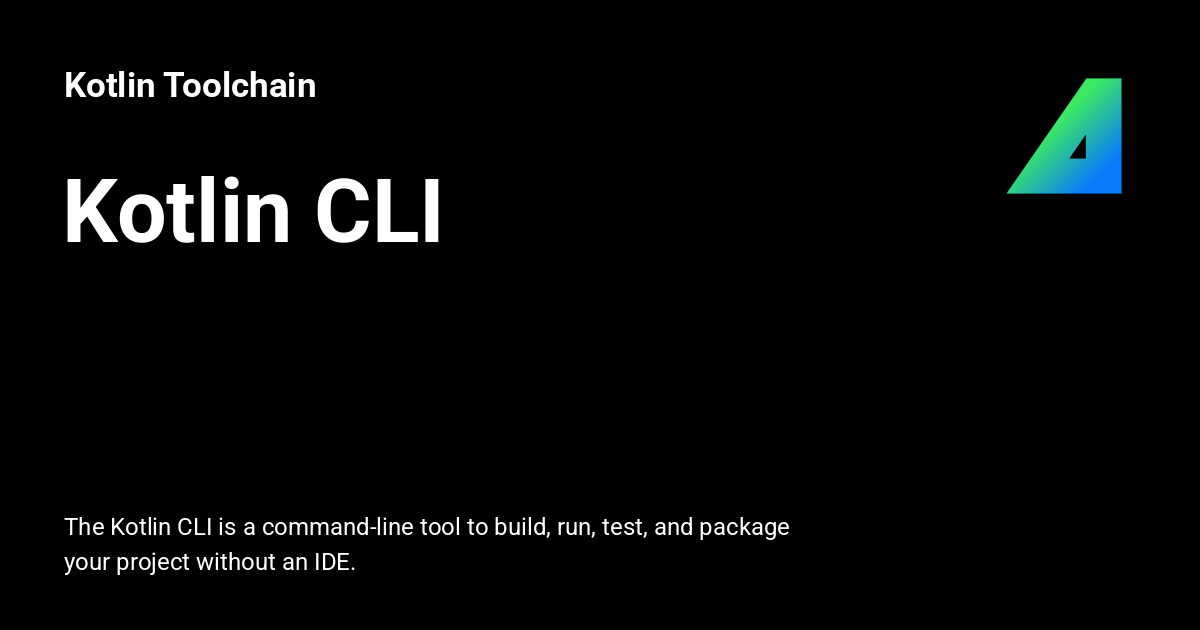 Kotlin Toolchain
Kotlin CLI
The Kotlin CLI is a command-line tool to build, run, test, and package
your project without an IDE.